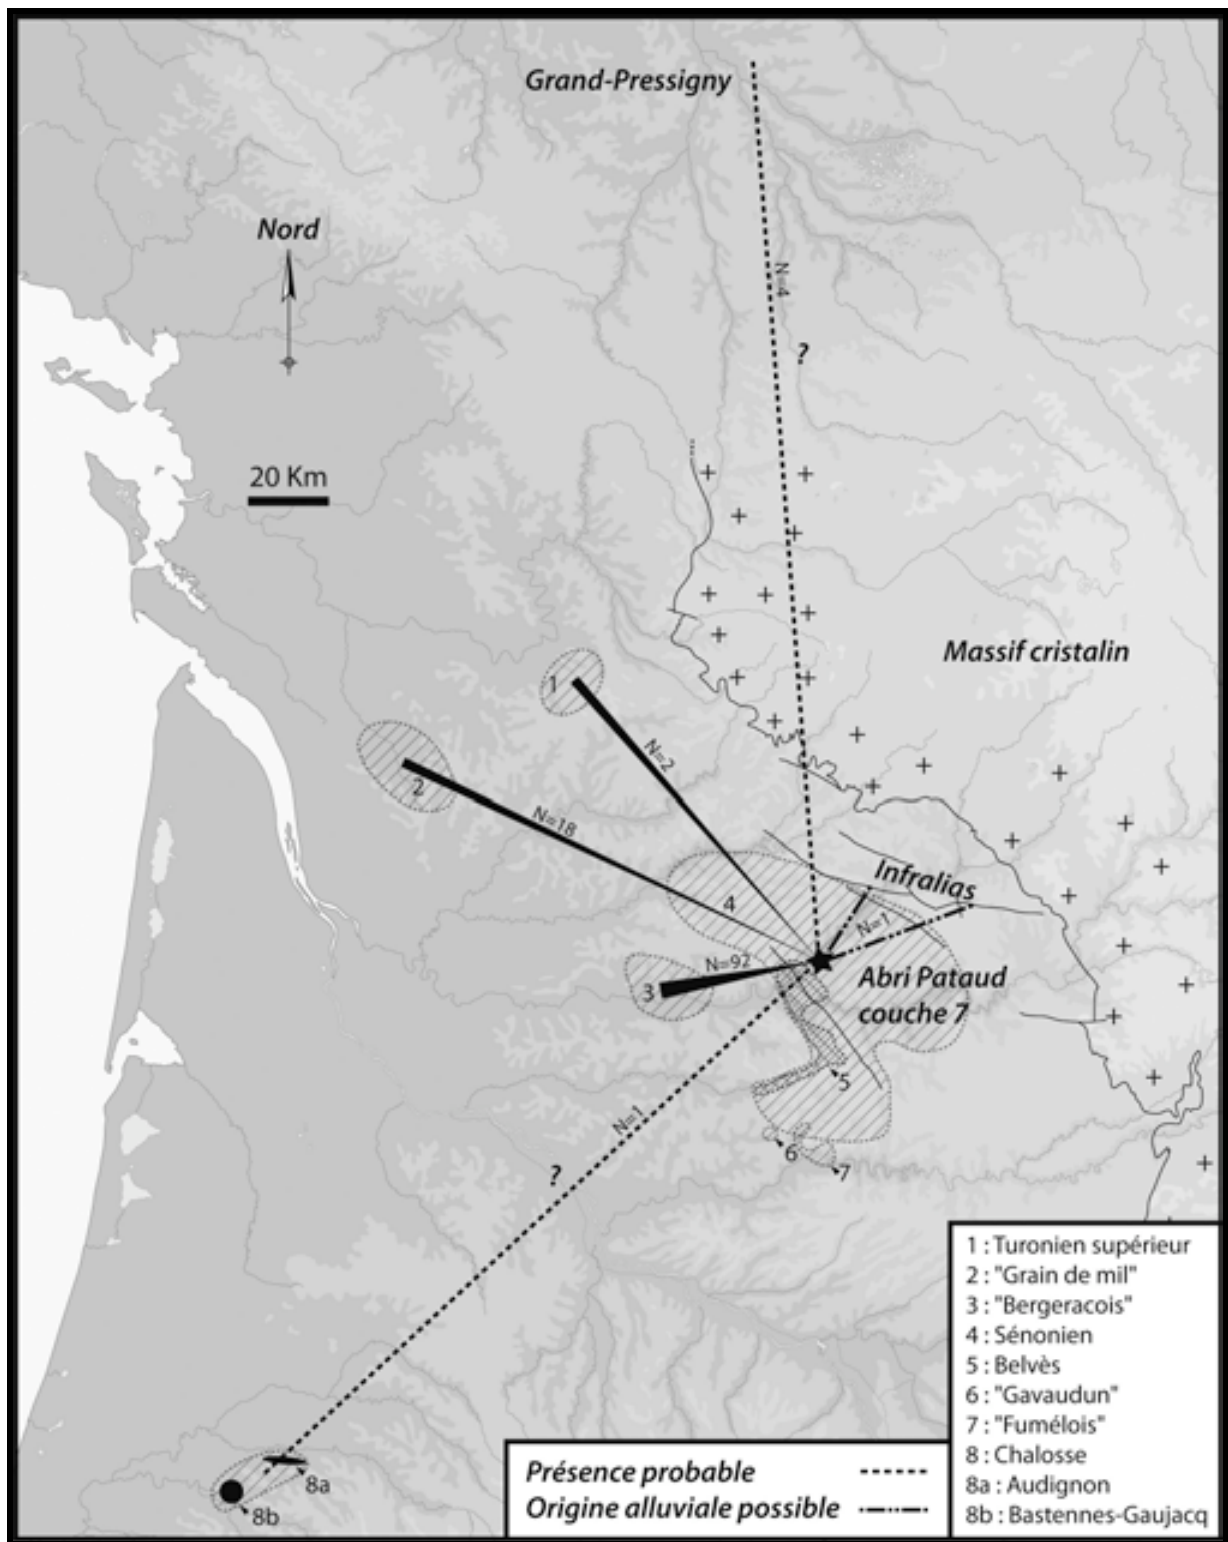 Grand-Pressigny
Nord
N=4
?
20 Km
Massif cristalin
1
N=2
2
N=18
Infralias
4
N=1
N=92
3
Abri Pataud
couche 7
5
N=1
6
7
?
1 : Turonien supérieur
2 : "Grain de mil"
3 : "Bergeracois"
4 : Sénonien
5 : Belvès
6 : "Gavaudun"
7 : "Fumélois"
8 : Chalosse
8a : Audignon
8b : Bastennes-Gaujacq
8a
8b
Présence probable
Origine alluviale possible